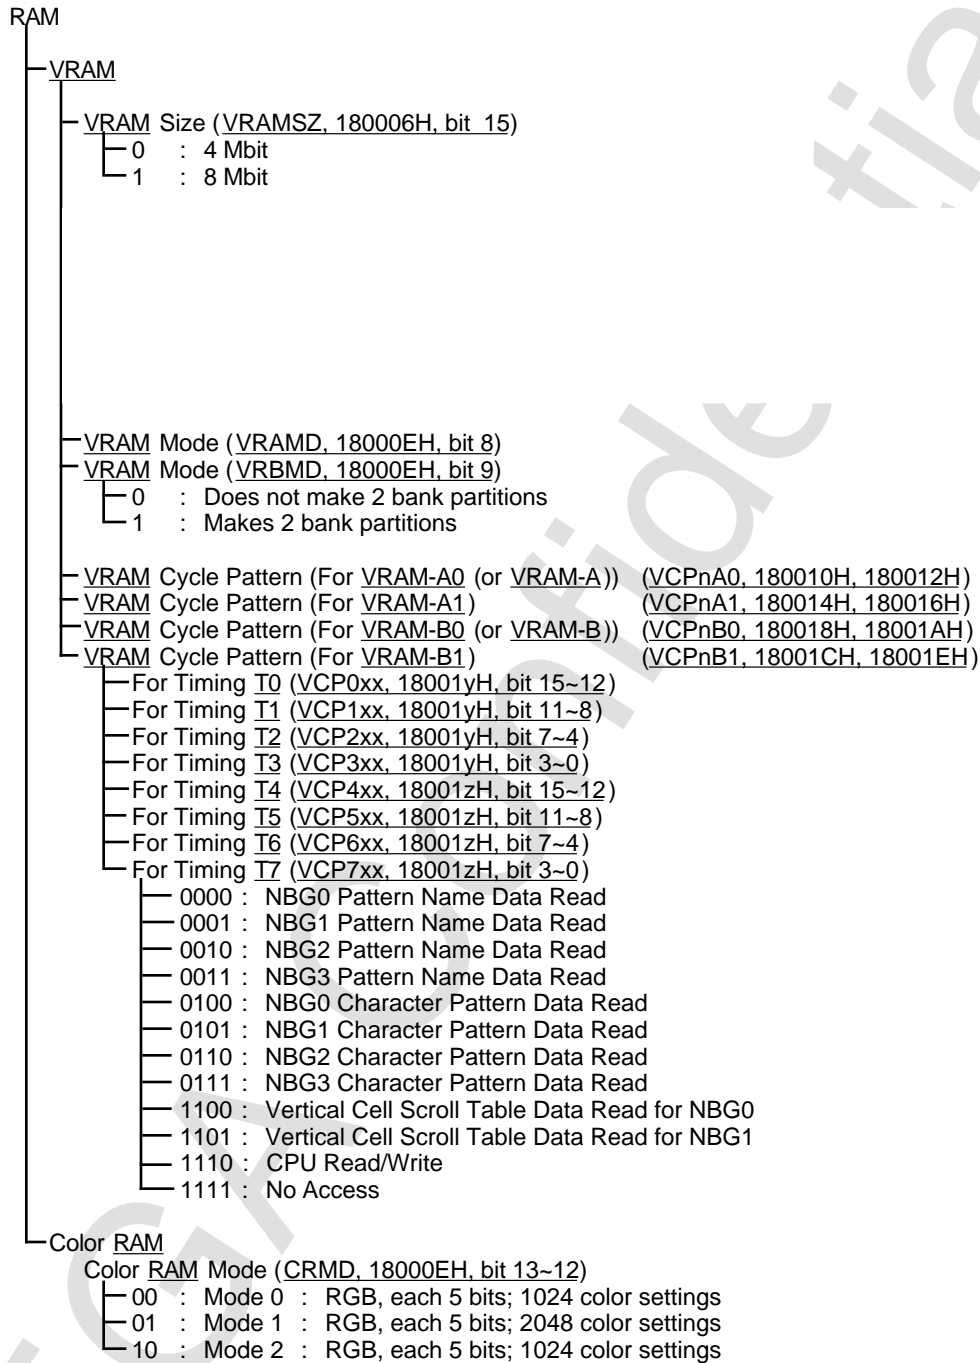 RAM
VRAM
VRAM Size (VRAMSZ, 180006H, bit 15)
0 : 4 Mbit
1 : 8 Mbit
VRAM Mode (VRAMD, 18000EH, bit 8)
VRAM Mode (VRBMD, 18000EH, bit 9)
0 : Does not make 2 bank partitions
1 : Makes 2 bank partitions
VRAM Cycle Pattern (For VRAM-A0 (or VRAM-A)) (VCPnA0, 180010H, 180012H)
VRAM Cycle Pattern (For VRAM-A1) (VCPnA1, 180014H, 180016H)
VRAM Cycle Pattern (For VRAM-B0 (or VRAM-B)) (VCPnB0, 180018H, 18001AH)
VRAM Cycle Pattern (For VRAM-B1) (VCPnB1, 18001CH, 18001EH)
For Timing T0 (VCP0xx, 18001yH, bit 15~12)
For Timing T1 (VCP1xx, 18001yH, bit 11~8)
For Timing T2 (VCP2xx, 18001yH, bit 7~4)
For Timing T3 (VCP3xx, 18001yH, bit 3~0)
For Timing T4 (VCP4xx, 18001zH, bit 15~12)
For Timing T5 (VCP5xx, 18001zH, bit 11~8)
For Timing T6 (VCP6xx, 18001zH, bit 7~4)
For Timing T7 (VCP7xx, 18001zH, bit 3~0)
0000 : NBG0 Pattern Name Data Read
0001 : NBG1 Pattern Name Data Read
0010 : NBG2 Pattern Name Data Read
0011 : NBG3 Pattern Name Data Read
0100 : NBG0 Character Pattern Data Read
0101 : NBG1 Character Pattern Data Read
0110 : NBG2 Character Pattern Data Read
0111 : NBG3 Character Pattern Data Read
1100 : Vertical Cell Scroll Table Data Read for NBG0
1101 : Vertical Cell Scroll Table Data Read for NBG1
1110 : CPU Read/Write
1111 : No Access
Color RAM
Color RAM Mode (CRMD, 18000EH, bit 13~12)
00 : Mode 0 : RGB, each 5 bits; 1024 color settings
01 : Mode 1 : RGB, each 5 bits; 2048 color settings
10 : Mode 2 : RGB, each 5 bits; 1024 color settings